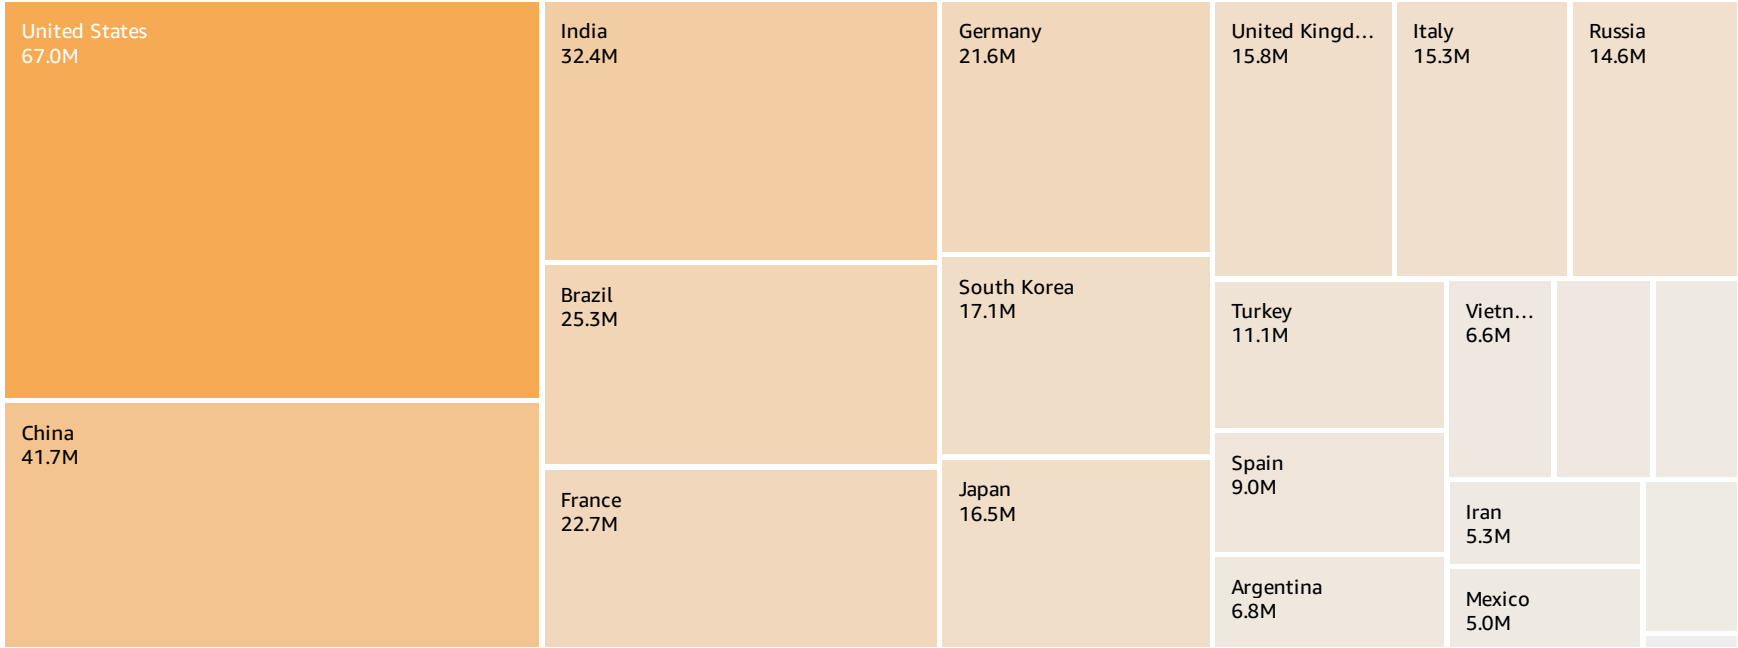 United States
67.0M
China
41.7M
India
32.4M
Brazil
25.3M
France
22.7M
Germany
21.6M
South Korea
17.1M
Japan
16.5M
United Kingd...
15.8M
Italy
15.3M
Russia
14.6M
Turkey
11.1M
Spain
9.0M
Argentina
6.8M
Vietn...
6.6M
Iran
5.3M
Mexico
5.0M